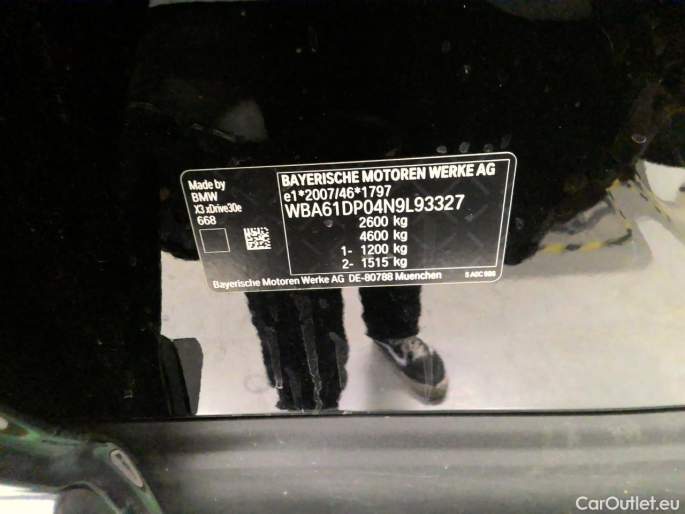 Made by
BMW
X3 xDrive30e
668
BAYERISCHE MOTOREN WERKE AG
e1*2007/46*1797
WBA61DP04N9L93327
2600 kg
4600 kg
1- 1200 kg
2- 1515 kg
Bayerische Motoren Werke AG DE-80788 Muenchen
CarOutlet.eu